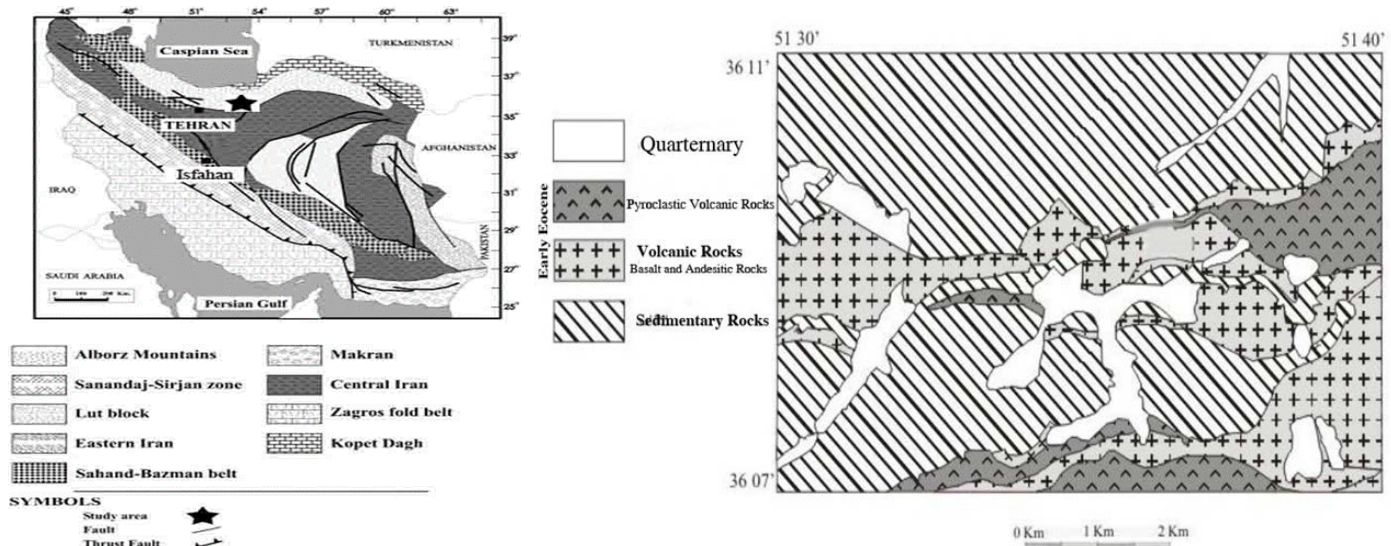 45° 48° 51° 54° 57° 60° 63°
Caspian Sea
TURKMENISTAN
39°
37°
35°
33°
31°
29°
27°
25°
TEHRAN
AFGHANISTAN
Isfahan
IRAQ
PAKISTAN
SAUDI ARABIA
Persian Gulf
Alborz Mountains
Sanandaj-Sirjan zone
Lut block
Eastern Iran
Sahand-Bazman belt
Makran
Central Iran
Zagros fold belt
Kopet Dagh
SYMBOLS
Study area
Fault
Thrust Fault
Quarternary
Early Eocene
Pyroclastic Volcanic Rocks
Volcanic Rocks
Basalt and Andesitic Rocks
Sedimentary Rocks
51 30'
51 40'
36 11'
36 07'
0 Km 1 Km 2 Km